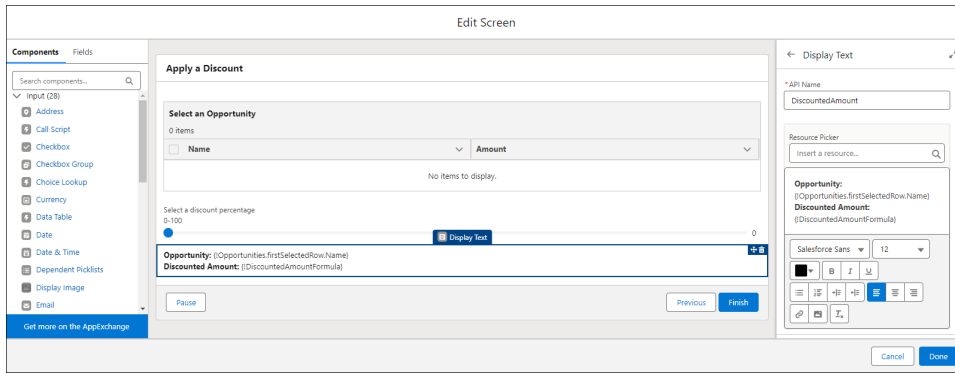 Edit Screen
Components Fields
Search components...
Input (28)
Address
Call Script
Checkbox
Checkbox Group
Choice Lookup
Currency
Data Table
Date
Date & Time
Dependent Picklists
Display Image
Email
Get more on the AppExchange
Apply a Discount
Select an Opportunity
0 items
Name Amount
No items to display.
Select a discount percentage
0-100
0
Display Text
Opportunity: {!Opportunities.firstSelectedRow.Name}
Discounted Amount: {!DiscountedAmountFormula}
Pause Previous Finish
Display Text
* API Name
DiscountedAmount
Resource Picker
Insert a resource...
Opportunity:
{!Opportunities.firstSelectedRow.Name}
Discounted Amount:
{!DiscountedAmountFormula}
Salesforce Sans 12
B I U
Cancel Done